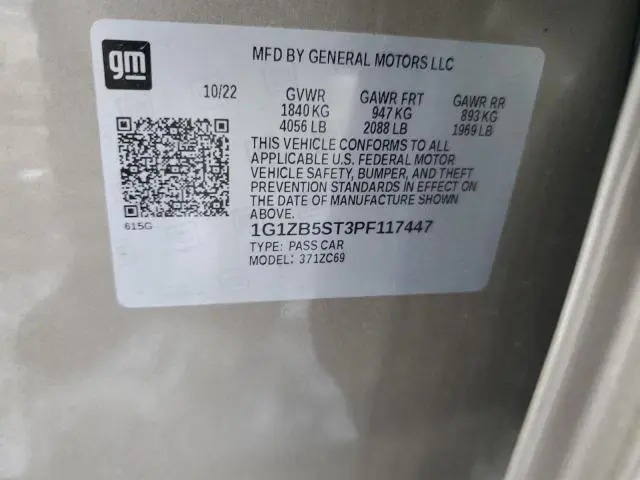 gm
MFD BY GENERAL MOTORS LLC
10/22 GVWR GAWR FRT GAWR RR
1840 KG 947 KG 893 KG
4056 LB 2088 LB 1969 LB
THIS VEHICLE CONFORMS TO ALL
APPLICABLE U.S. FEDERAL MOTOR
VEHICLE SAFETY, BUMPER, AND THEFT
PREVENTION STANDARDS IN EFFECT ON
THE DATE OF MANUFACTURE SHOWN
ABOVE.
615G
1G1ZB5ST3PF117447
TYPE: PASS CAR
MODEL: 371ZC69